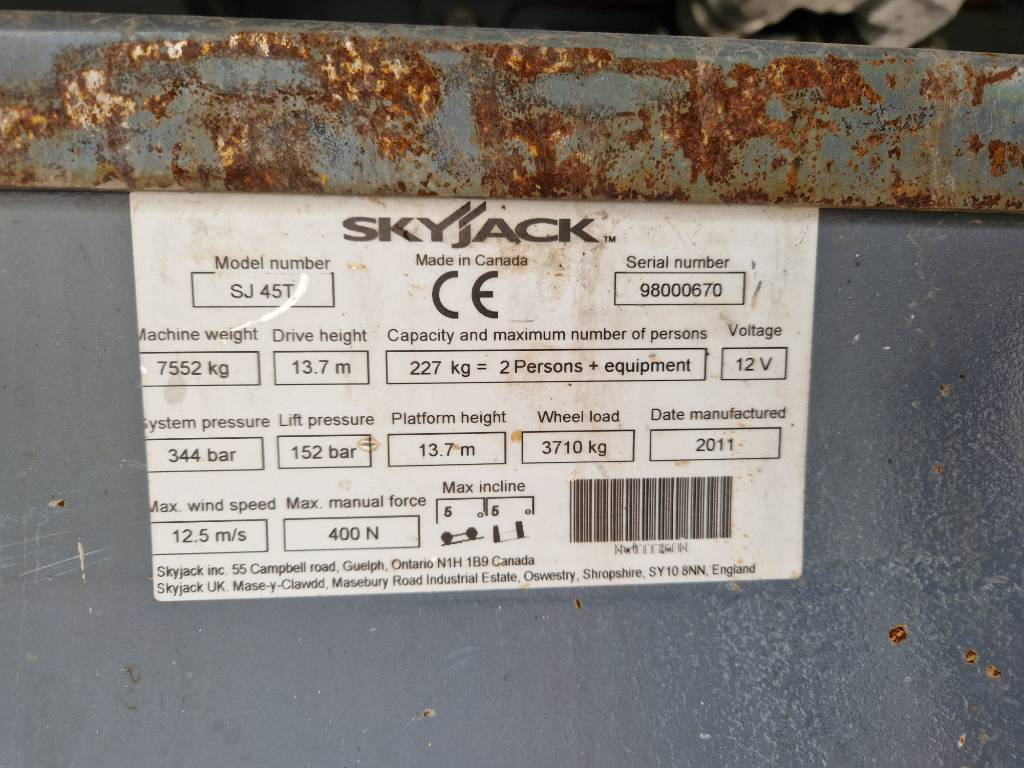 SKYJACK™
Made in Canada
CE
Model number
SJ 45T
Serial number
98000670
Machine weight Drive height Capacity and maximum number of persons Voltage
7552 kg 13.7 m 227 kg = 2 Persons + equipment 12 V
System pressure Lift pressure Platform height Wheel load Date manufactured
344 bar 152 bar 13.7 m 3710 kg 2011
Max. wind speed Max. manual force Max incline
12.5 m/s 400 N 5° 5°
Skyjack inc. 55 Campbell road, Guelph, Ontario N1H 1B9 Canada
Skyjack UK. Mase-y-Clawdd, Masebury Road Industrial Estate, Oswestry, Shropshire, SY10 8NN, England